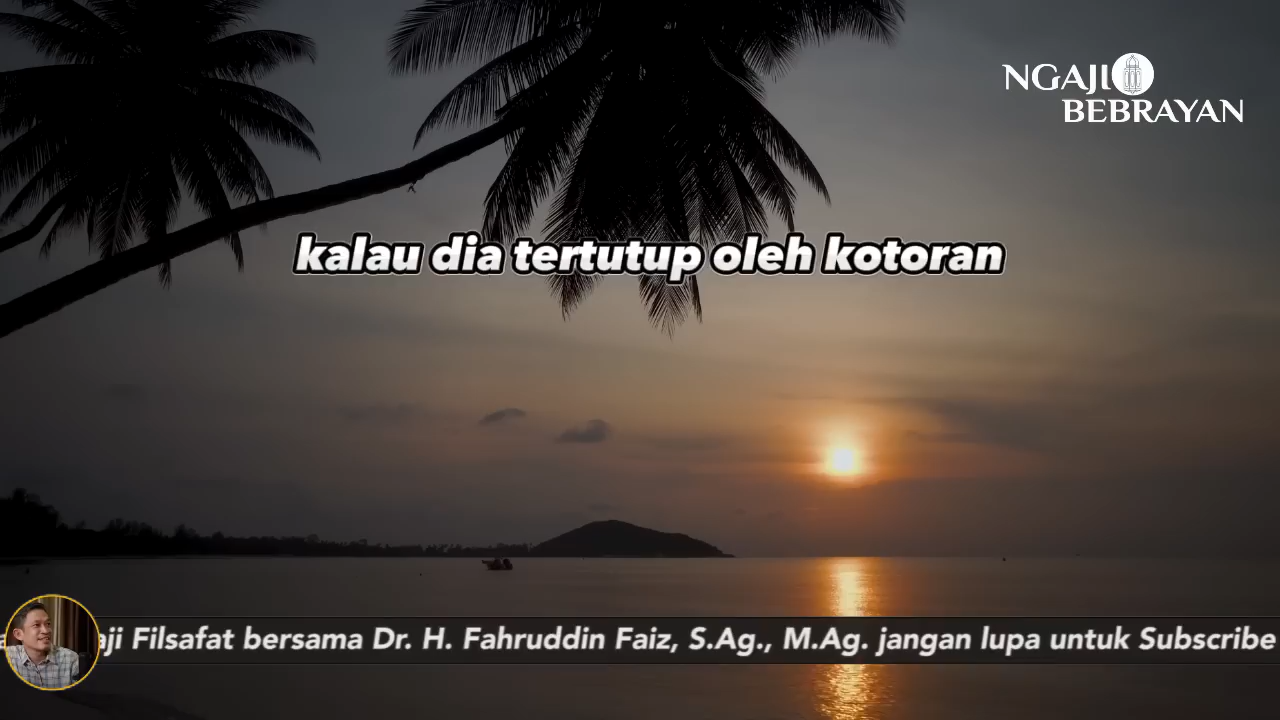 NGAJI
BEBRAYAN
kalau dia tertutup oleh kotoran
aji Filsafat bersama Dr. H. Fahruddin Faiz, S.Ag., M.Ag. jangan lupa untuk Subscribe